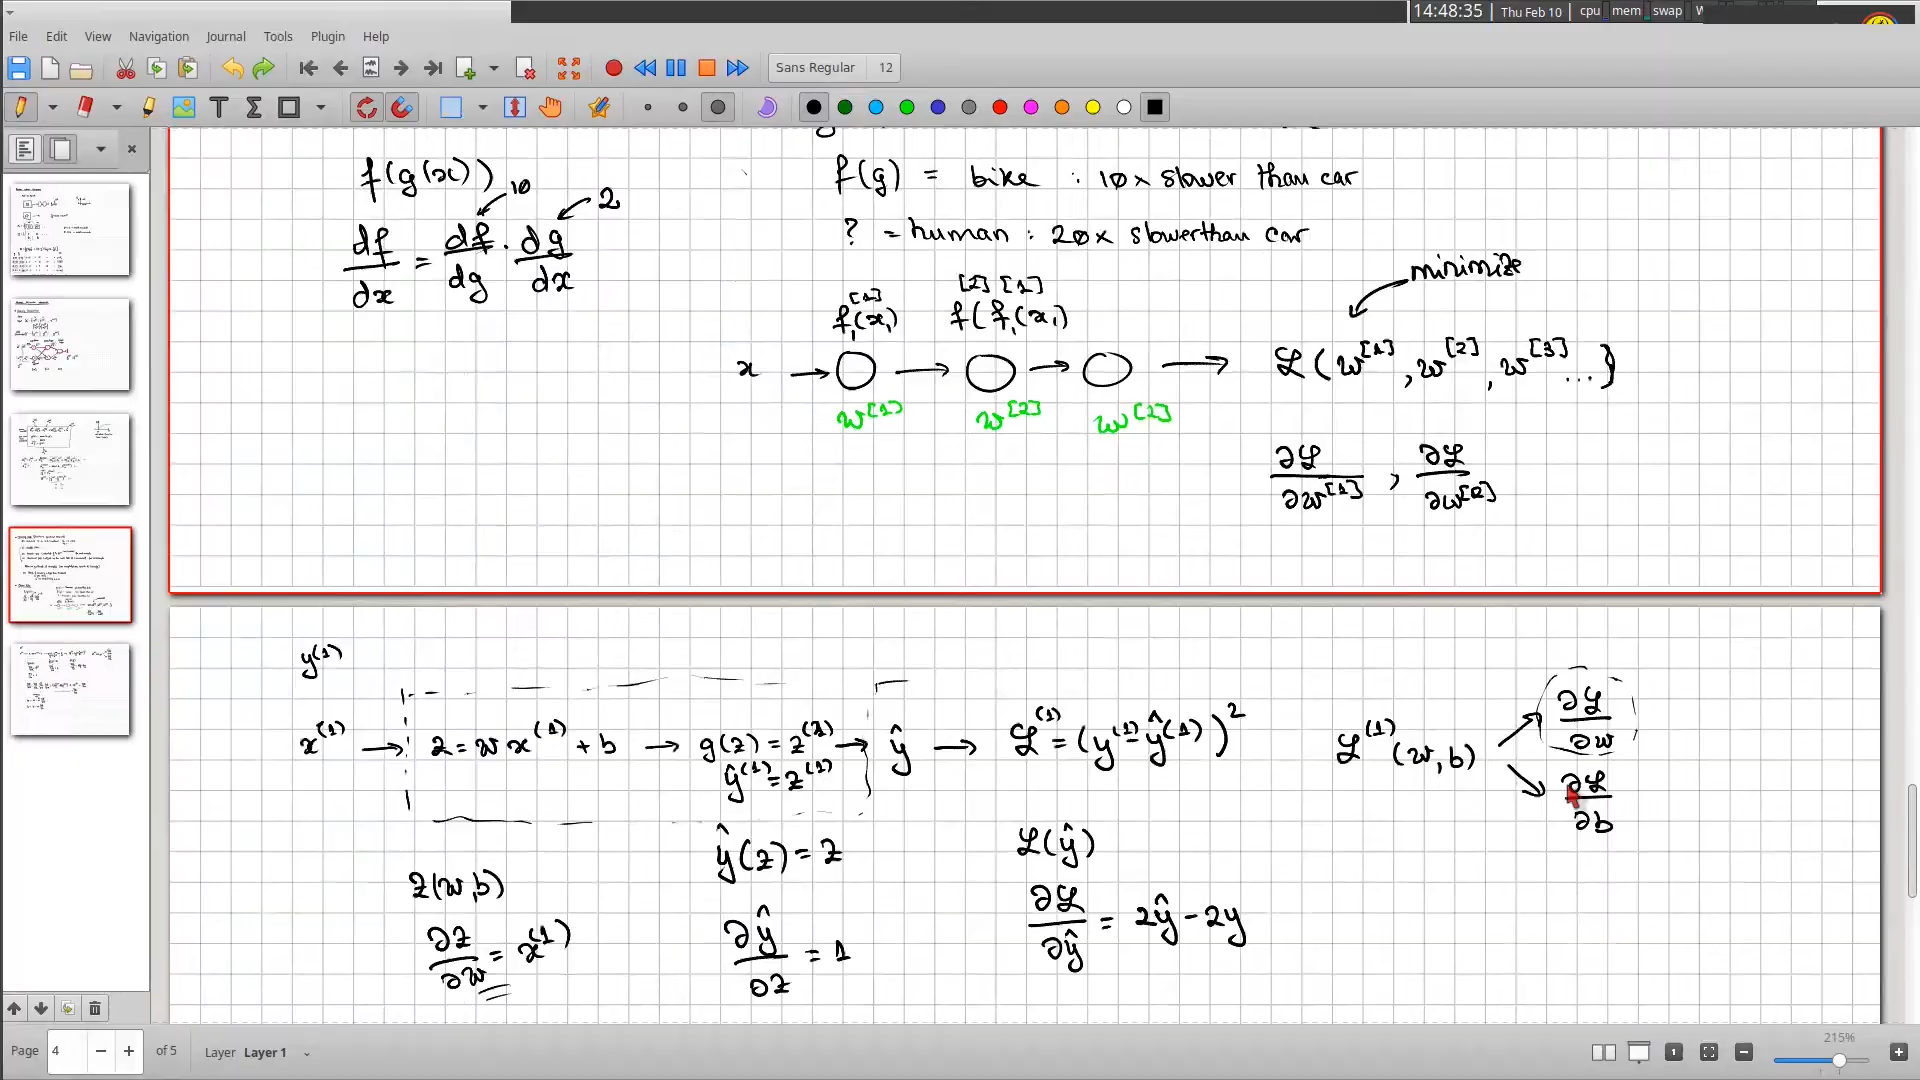 14:48:35 Thu Feb 10 cpu mem swap
File Edit View Navigation Journal Tools Plugin Help
Sans Regular 12
f(g(x))
10
2
df/dx = df/dg · dg/dx
f(g) = bike : 10x slower than car
? = human : 20x slower than car
minimize
f₁^[1](x₁)
f^[2](f₁^[1](x₁)
x → ○ → ○ → ○ → ℒ(w^[1], w^[2], w^[3] ...)
w^[1] w^[2] w^[2]
∂ℒ/∂w^[1] , ∂ℒ/∂w^[2]
y^(1)
x^(1) → z = w x^(1) + b → g(z) = z^(1) → ŷ → ℒ^(1) = (y^(1) - ŷ^(1))^2
ŷ^(1) = z^(1)
ℒ^(1)(w, b)
∂ℒ/∂w
∂ℒ/∂b
z(w,b)
ŷ(z) = z
ℒ(ŷ)
∂z/∂w = x^(1)
∂ŷ/∂z = 1
∂ℒ/∂ŷ = 2ŷ - 2y
Page 4 of 5 Layer Layer 1
215%